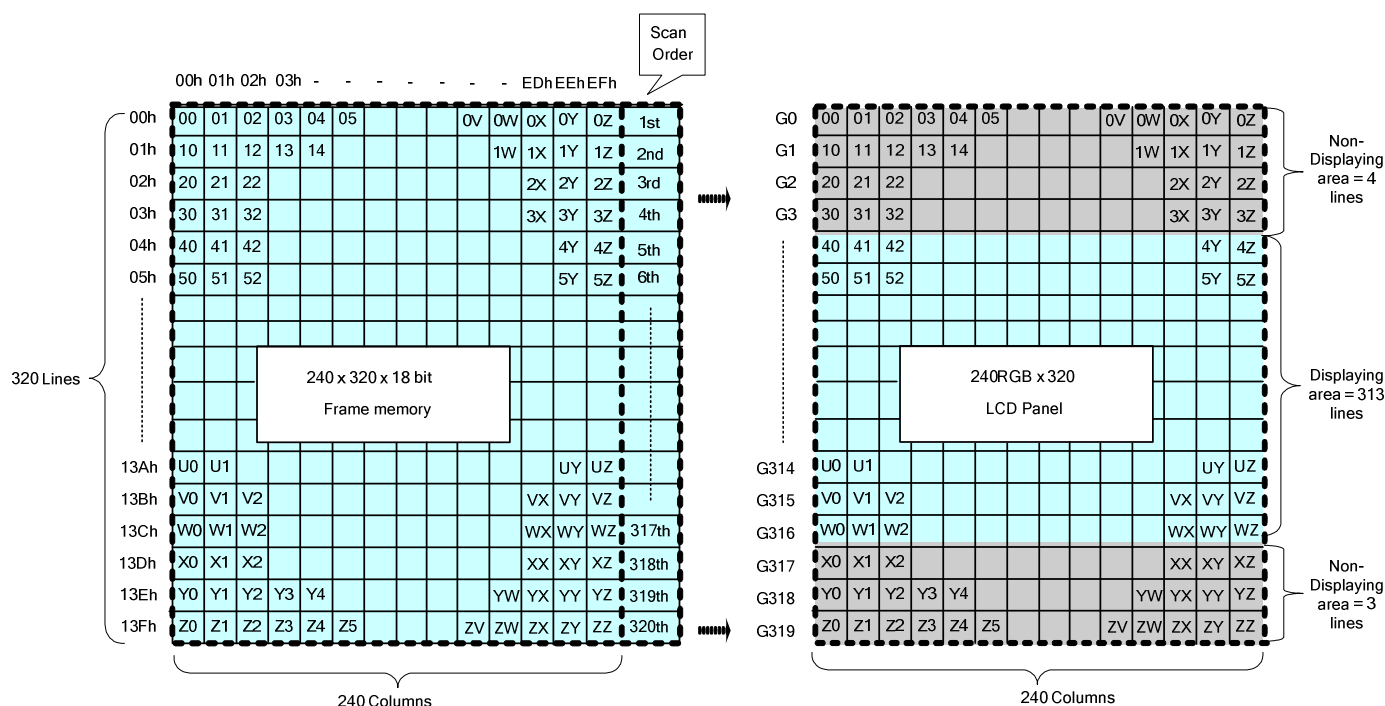 Scan
Order
00h 01h 02h 03h - - - - - - - EDh EEh EFh
00h 00 01 02 03 04 05 0V 0W 0X 0Y 0Z 1st
01h 10 11 12 13 14 1W 1X 1Y 1Z 2nd
02h 20 21 22 2X 2Y 2Z 3rd
03h 30 31 32 3X 3Y 3Z 4th
04h 40 41 42 4Y 4Z 5th
05h 50 51 52 5Y 5Z 6th
320 Lines
240 x 320 x 18 bit
Frame memory
13Ah U0 U1 UY UZ
13Bh V0 V1 V2 VX VY VZ
13Ch W0 W1 W2 WX WY WZ 317th
13Dh X0 X1 X2 XX XY XZ 318th
13Eh Y0 Y1 Y2 Y3 Y4 YW YX YY YZ 319th
13Fh Z0 Z1 Z2 Z3 Z4 Z5 ZV ZW ZX ZY ZZ 320th
240 Columns
G0 00 01 02 03 04 05 0V 0W 0X 0Y 0Z
G1 10 11 12 13 14 1W 1X 1Y 1Z
G2 20 21 22 2X 2Y 2Z
G3 30 31 32 3X 3Y 3Z
40 41 42 4Y 4Z
50 51 52 5Y 5Z
240RGB x 320
LCD Panel
G314 U0 U1 UY UZ
G315 V0 V1 V2 VX VY VZ
G316 W0 W1 W2 WX WY WZ
G317 X0 X1 X2 XX XY XZ
G318 Y0 Y1 Y2 Y3 Y4 YW YX YY YZ
G319 Z0 Z1 Z2 Z3 Z4 Z5 ZV ZW ZX ZY ZZ
240 Columns
Non-
Displaying
area = 4
lines
Displaying
area = 313
lines
Non-
Displaying
area = 3
lines